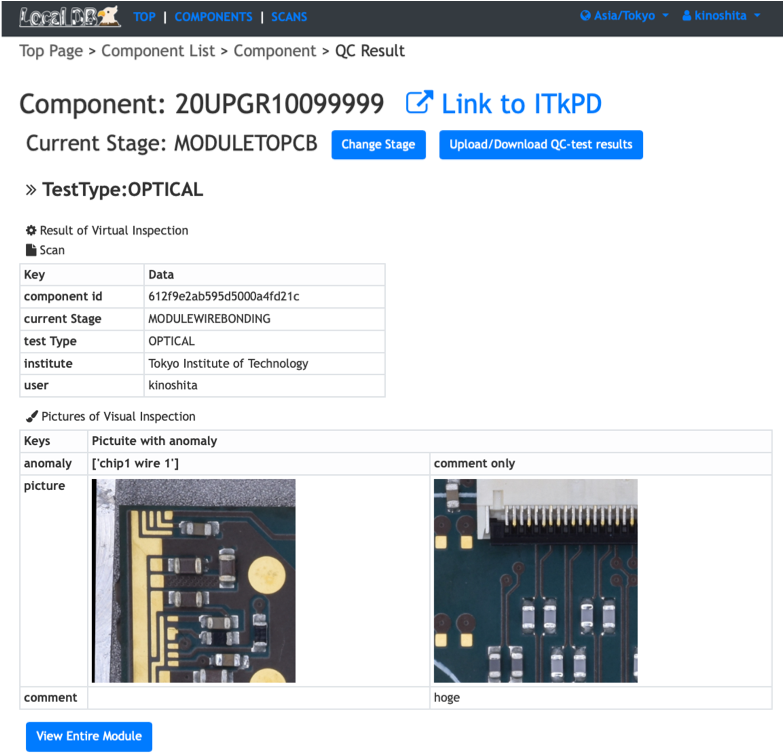 Local DB TOP | COMPONENTS | SCANS Asia/Tokyo kinoshita
Top Page > Component List > Component > QC Result
Component: 20UPGR10099999 Link to ITkPD
Current Stage: MODULETOPCB Change Stage Upload/Download QC-test results
» TestType:OPTICAL
Result of Virtual Inspection
Scan
Key Data
component id 612f9e2ab595d5000a4fd21c
current Stage MODULEWIREBONDING
test Type OPTICAL
institute Tokyo Institute of Technology
user kinoshita
Pictures of Visual Inspection
Keys Pictuite with anomaly
anomaly ['chip1 wire 1'] comment only
picture
comment hoge
View Entire Module